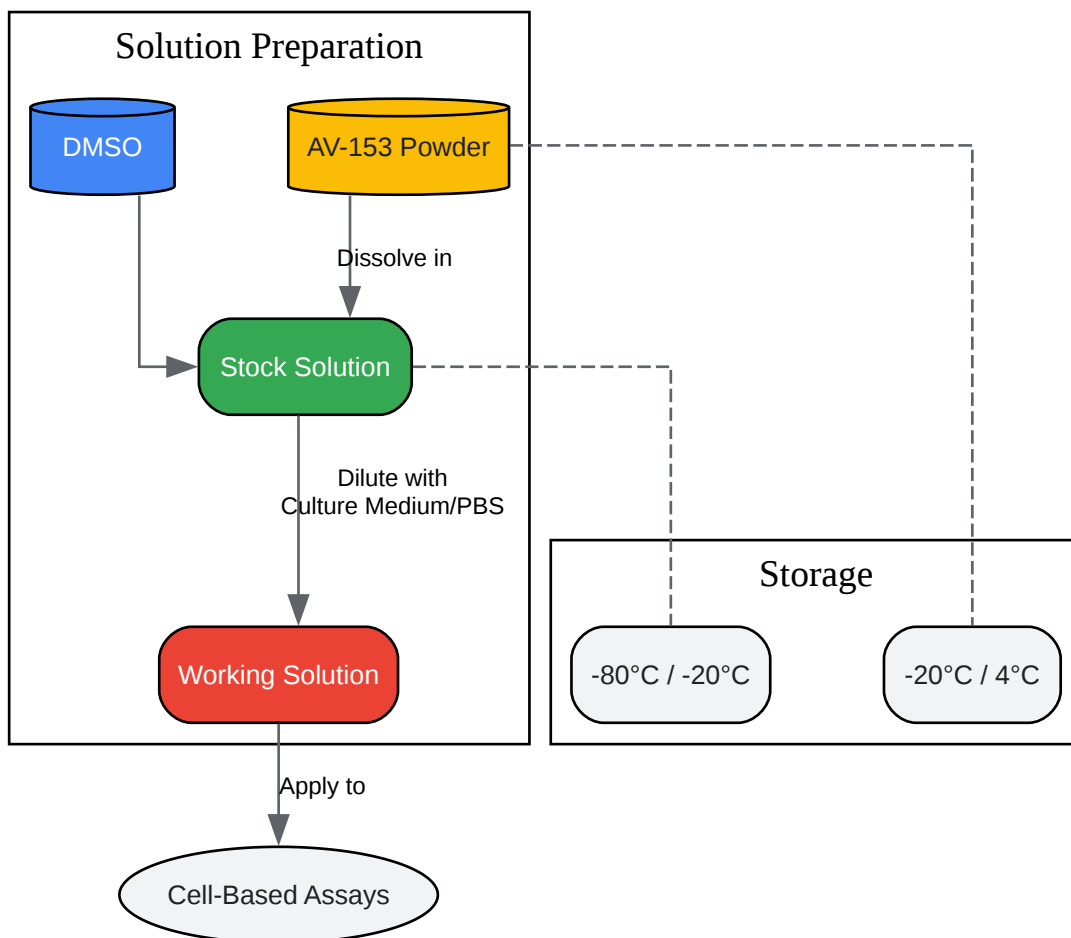 Solution Preparation
DMSO
AV-153 Powder
Dissolve in
Stock Solution
Dilute with
Culture Medium/PBS
Storage
Working Solution
-80°C / -20°C
-20°C / 4°C
Apply to
Cell-Based Assays